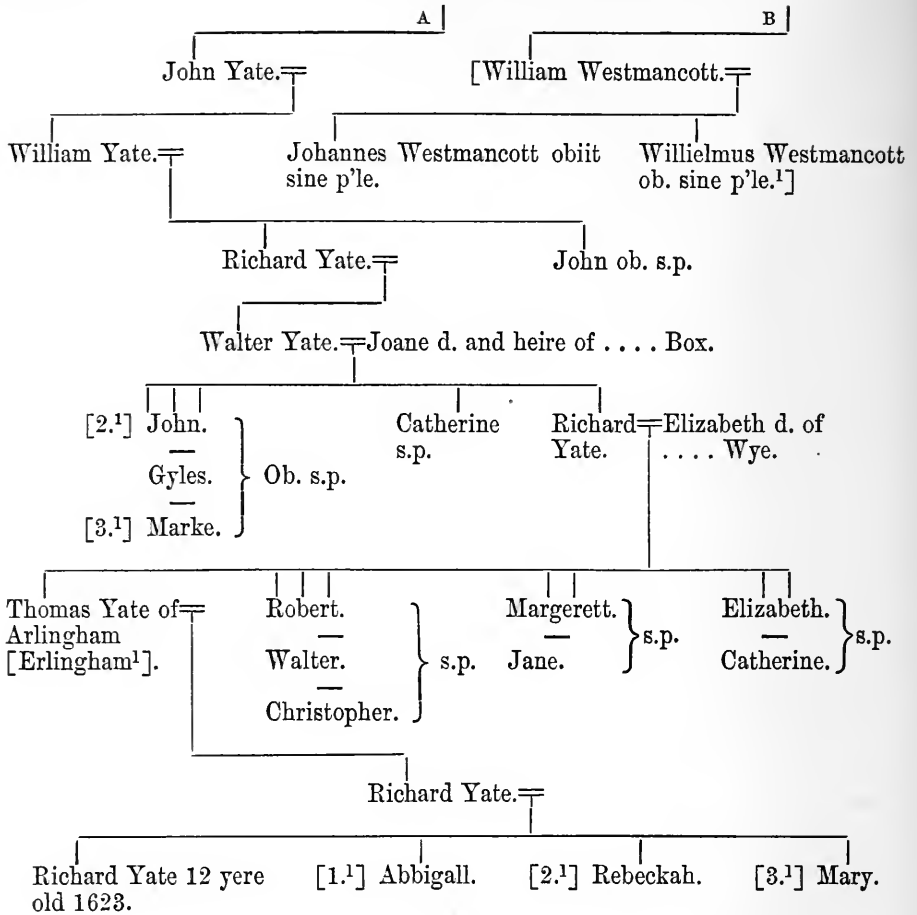 A B
John Yate. [William Westmancott.
William Yate. Johannes Westmancott obiit Willielmus Westmancott
sine p'le. ob. sine p'le.¹]
Richard Yate. John ob. s.p.
Walter Yate. Joane d. and heire of .... Box.
[2.¹] John. Catherine Richard Elizabeth d. of
s.p. Yate. .... Wye.
Gyles. Ob. s.p.
[3.¹] Marke.
Thomas Yate of Robert. Margerett. Elizabeth.
Arlingham s.p. s.p.
[Erlingham¹]. Walter. s.p. Jane. Catherine.
Christopher.
Richard Yate.
Richard Yate 12 yere [1.¹] Abbigall. [2.¹] Rebeckah. [3.¹] Mary.
old 1623.